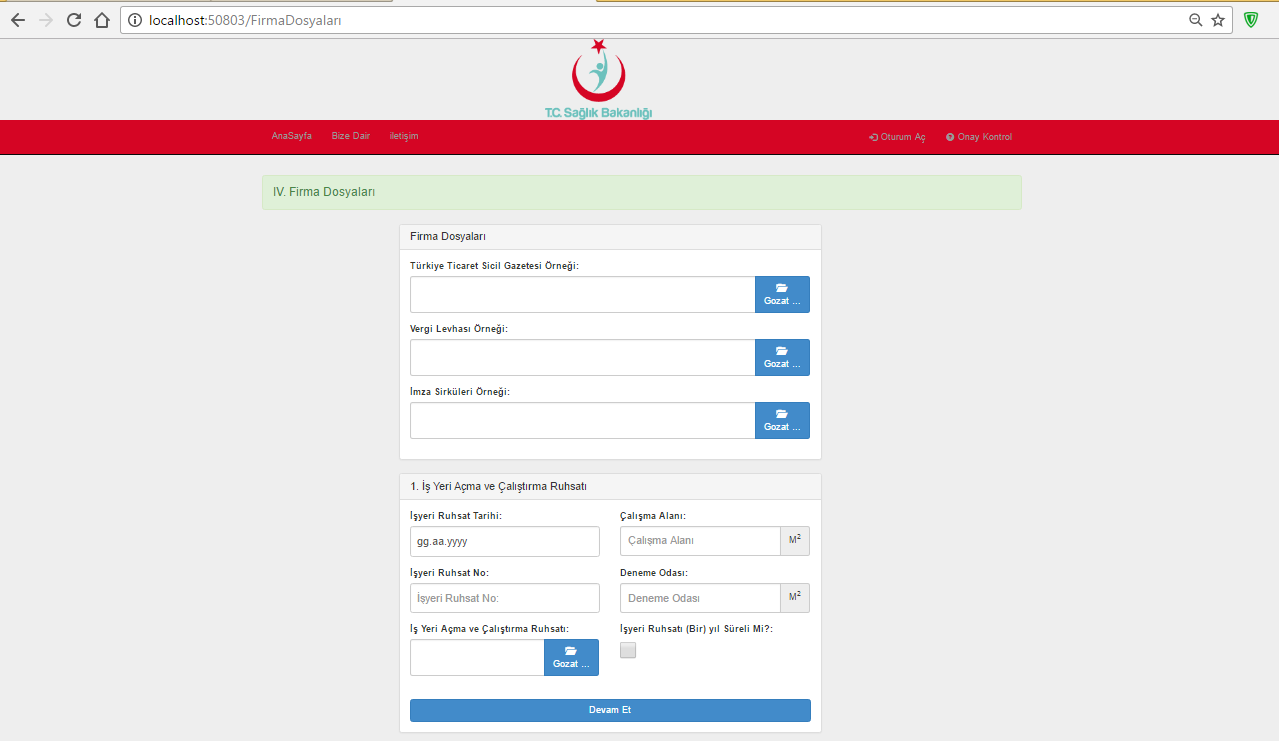 localhost:50803/FirmaDosyaları
T.C. Sağlık Bakanlığı
AnaSayfa Bize Dair iletişim Oturum Aç Onay Kontrol
IV. Firma Dosyaları
Firma Dosyaları
Türkiye Ticaret Sicil Gazetesi Örneği:
Gozat ...
Vergi Levhası Örneği:
Gozat ...
İmza Sirküleri Örneği:
Gozat ...
1. İş Yeri Açma ve Çalıştırma Ruhsatı
İşyeri Ruhsat Tarihi: Çalışma Alanı:
gg.aa.yyyy Çalışma Alanı M²
İşyeri Ruhsat No: Deneme Odası:
İşyeri Ruhsat No: Deneme Odası M²
İş Yeri Açma ve Çalıştırma Ruhsatı: İşyeri Ruhsatı (Bir) yıl Süreli Mi?:
Gozat ...
Devam Et